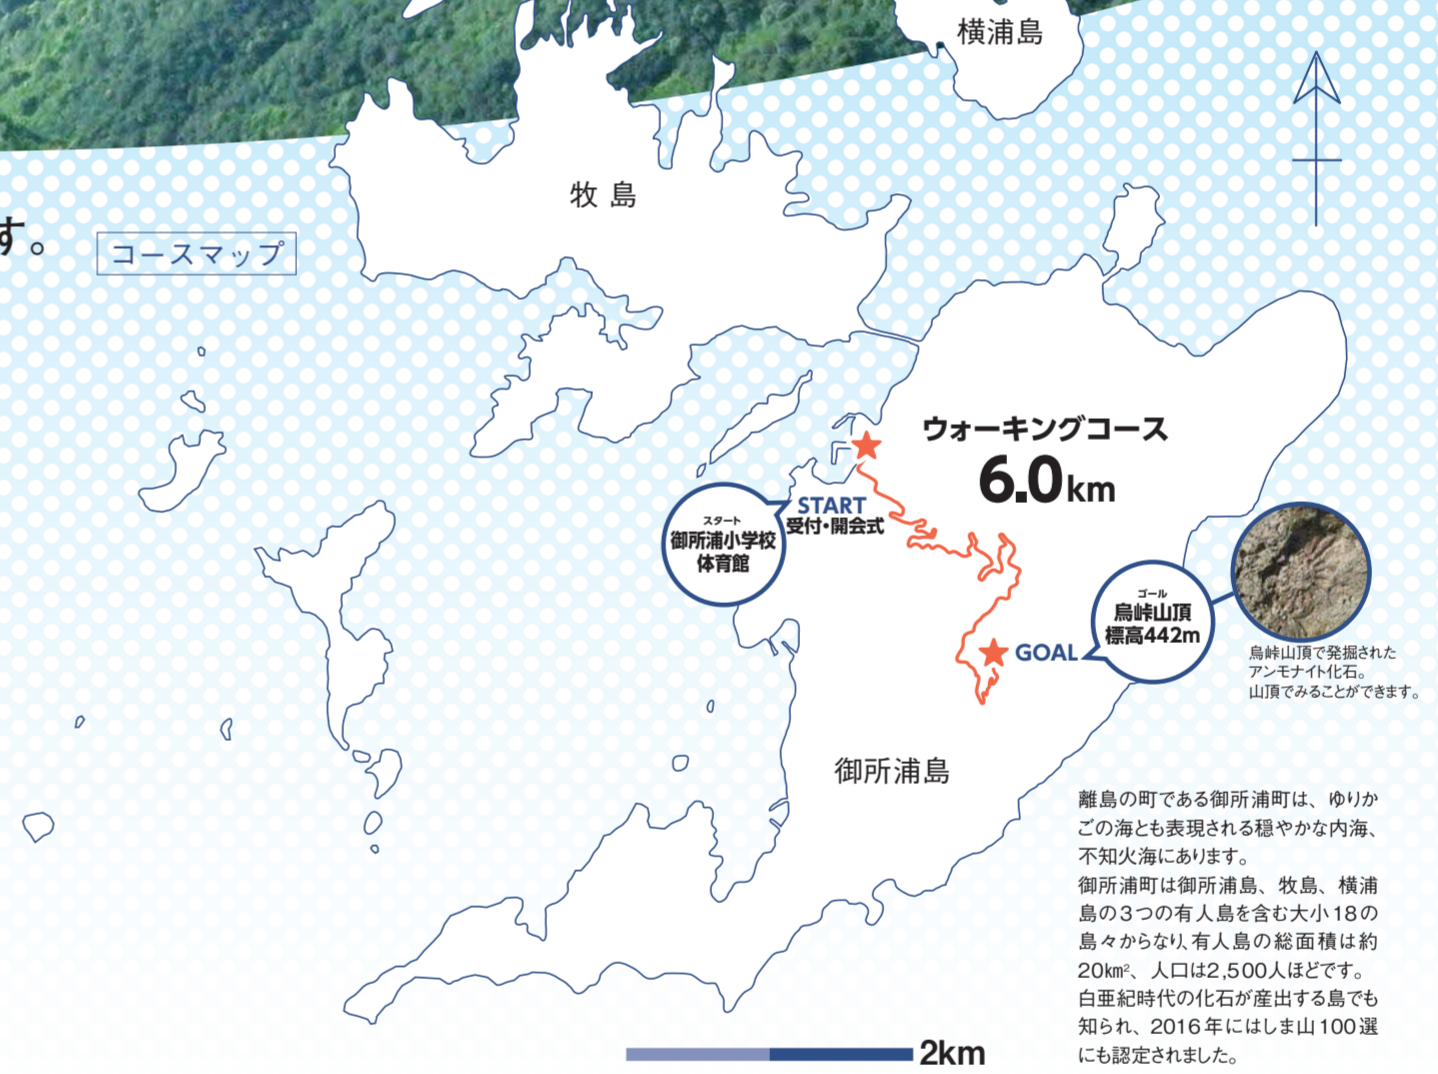 横浦島
牧島
す。
コースマップ
ウォーキングコース
6.0km
START
受付・開会式
スタート
御所浦小学校
体育館
ゴール
烏峠山頂
標高442m
GOAL
烏峠山頂で発掘された
アンモナイト化石。
山頂でみることができます。
御所浦島
離島の町である御所浦町は、ゆりか
ごの海とも表現される穏やかな内海、
不知火海にあります。
御所浦町は御所浦島、牧島、横浦
島の3つの有人島を含む大小18の
島々からなり、有人島の総面積は約
20km²、人口は2,500人ほどです。
白亜紀時代の化石が産出する島でも
知られ、2016年にはしま山100選
にも認定されました。
2km